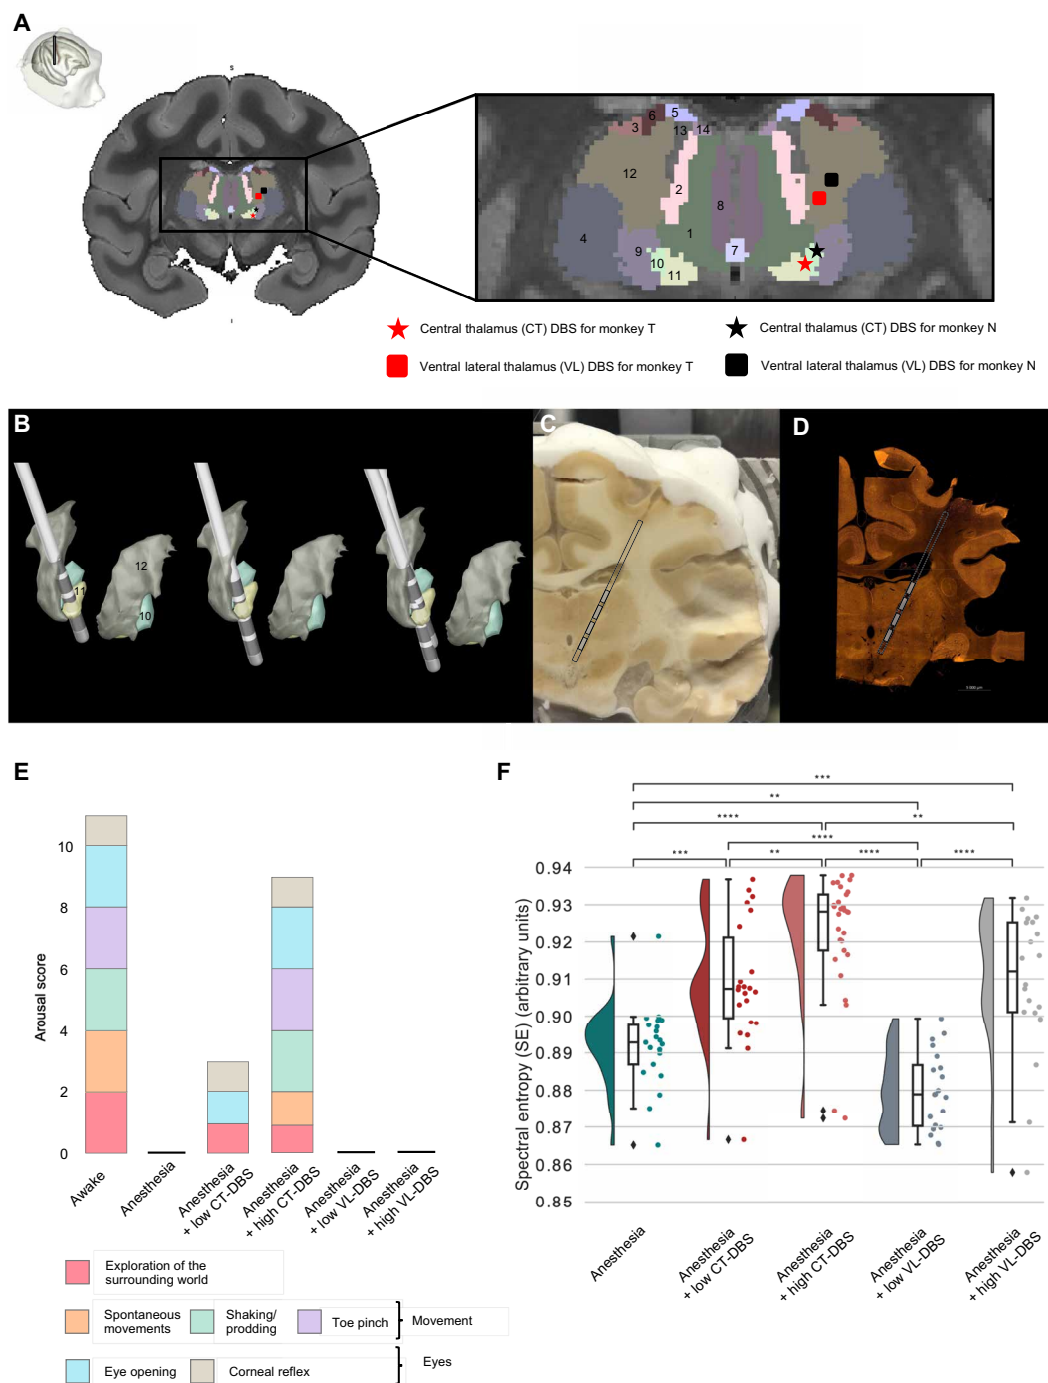 A
S
I
6
5
3
13
14
12
2
8
4
1
9
7
10
11
Central thalamus (CT) DBS for monkey T
Central thalamus (CT) DBS for monkey N
Ventral lateral thalamus (VL) DBS for monkey T
Ventral lateral thalamus (VL) DBS for monkey N
B
C
D
12
11
10
E
F
Arousal score
10
8
6
4
2
0
Awake
Anesthesia
Anesthesia
+ low CT-DBS
Anesthesia
+ high CT-DBS
Anesthesia
+ low VL-DBS
Anesthesia
+ high VL-DBS
Exploration of the
surrounding world
Spontaneous
movements
Shaking/
prodding
Toe pinch
Movement
Eye opening
Corneal reflex
Eyes
***
**
**** **
****
*** ** **** ****
Spectral entropy (SE) (arbitrary units)
0.94
0.93
0.92
0.91
0.90
0.89
0.88
0.87
0.86
0.85
Anesthesia
Anesthesia
+ low CT-DBS
Anesthesia
+ high CT-DBS
Anesthesia
+ low VL-DBS
Anesthesia
+ high VL-DBS